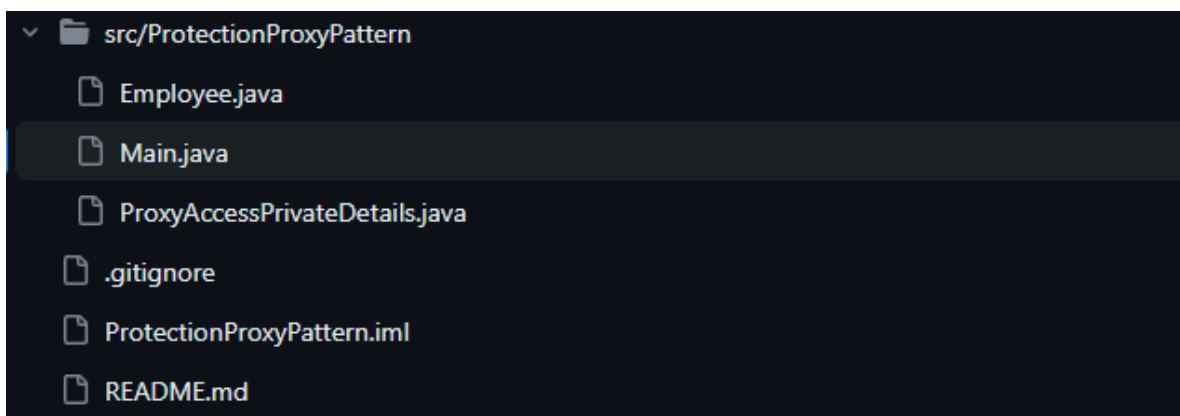 src/ProtectionProxyPattern
Employee.java
Main.java
ProxyAccessPrivateDetails.java
.gitignore
ProtectionProxyPattern.iml
README.md